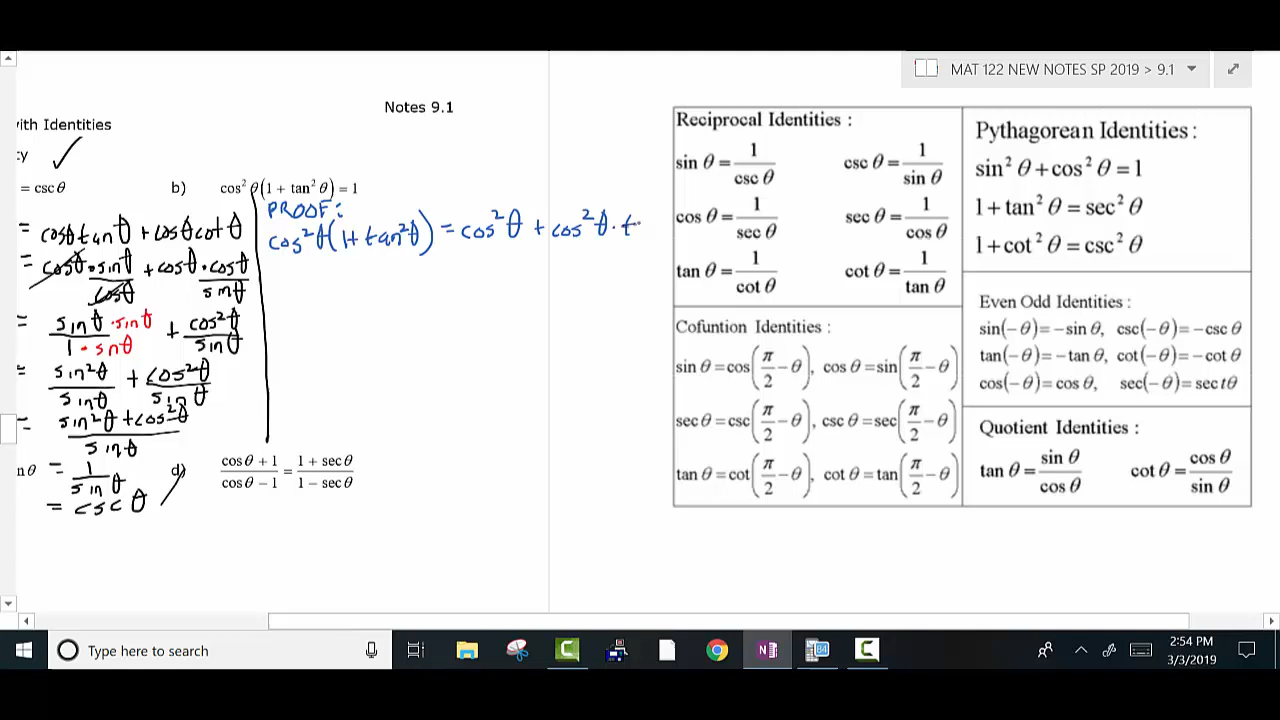 MAT 122 NEW NOTES SP 2019 > 9.1
Notes 9.1
with Identities
ty
= csc θ
b) cos² θ(1 + tan² θ) = 1
PROOF:
cos²θ(1 + tan²θ) = cos²θ + cos²θ · t
= cosθ tanθ + cosθ cotθ
= cosθ · sinθ/cosθ + cosθ · cosθ/sinθ
= sinθ · sinθ / 1 · sinθ + cos²θ/sinθ
= sin²θ/sinθ + cos²θ/sinθ
= sin²θ + cos²θ / sinθ
n θ
= 1/sinθ
= csc θ
d) cos θ + 1 / cos θ − 1 = 1 + sec θ / 1 − sec θ
Reciprocal Identities :
sin θ = 1/csc θ csc θ = 1/sin θ
cos θ = 1/sec θ sec θ = 1/cos θ
tan θ = 1/cot θ cot θ = 1/tan θ
Cofuntion Identities :
sin θ = cos(π/2 − θ), cos θ = sin(π/2 − θ)
sec θ = csc(π/2 − θ), csc θ = sec(π/2 − θ)
tan θ = cot(π/2 − θ), cot θ = tan(π/2 − θ)
Pythagorean Identities :
sin² θ + cos² θ = 1
1 + tan² θ = sec² θ
1 + cot² θ = csc² θ
Even Odd Identities :
sin(−θ) = −sin θ, csc(−θ) = −csc θ
tan(−θ) = −tan θ, cot(−θ) = −cot θ
cos(−θ) = cos θ, sec(−θ) = sec tθ
Quotient Identities :
tan θ = sin θ/cos θ cot θ = cos θ/sin θ
Type here to search
2:54 PM
3/3/2019